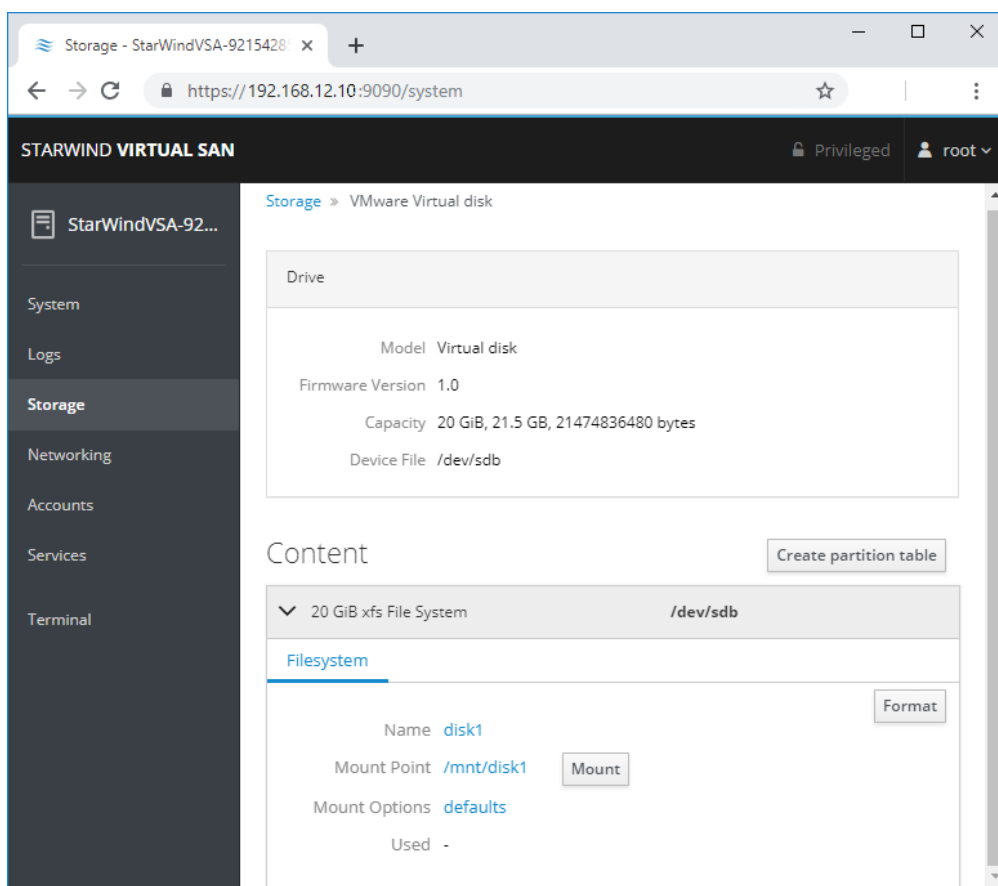 Storage - StarWindVSA-9215428
https://192.168.12.10:9090/system
STARWIND VIRTUAL SAN
Privileged
root
StarWindVSA-92...
System
Logs
Storage
Networking
Accounts
Services
Terminal
Storage » VMware Virtual disk
Drive
Model Virtual disk
Firmware Version 1.0
Capacity 20 GiB, 21.5 GB, 21474836480 bytes
Device File /dev/sdb
Content
Create partition table
20 GiB xfs File System /dev/sdb
Filesystem
Format
Name disk1
Mount Point /mnt/disk1 Mount
Mount Options defaults
Used -